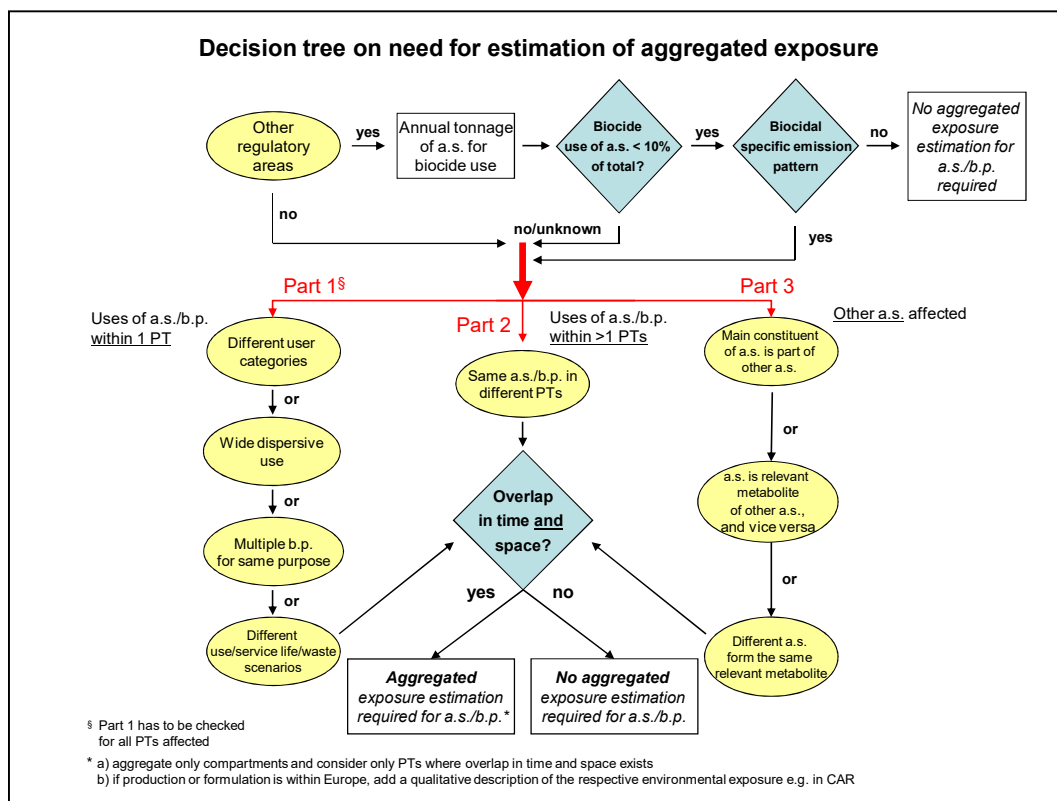 Decision tree on need for estimation of aggregated exposure
Other
regulatory
areas
yes
Annual tonnage
of a.s. for
biocide use
Biocide
use of a.s. < 10%
of total?
yes
Biocidal
specific emission
pattern
no
No aggregated
exposure
estimation for
a.s./b.p.
required
no
no/unknown
yes
Part 1§
Part 2
Part 3
Uses of a.s./b.p.
within 1 PT
Uses of a.s./b.p.
within >1 PTs
Other a.s. affected
Different user
categories
or
Wide dispersive
use
or
Multiple b.p.
for same purpose
or
Different
use/service life/waste
scenarios
Same a.s./b.p. in
different PTs
Overlap
in time and
space?
yes
no
Aggregated
exposure estimation
required for a.s./b.p.*
No aggregated
exposure estimation
required for a.s./b.p.
Main constituent
of a.s. is part of
other a.s.
or
a.s. is relevant
metabolite
of other a.s.,
and vice versa
or
Different a.s.
form the same
relevant metabolite
§ Part 1 has to be checked
for all PTs affected
* a) aggregate only compartments and consider only PTs where overlap in time and space exists
b) if production or formulation is within Europe, add a qualitative description of the respective environmental exposure e.g. in CAR